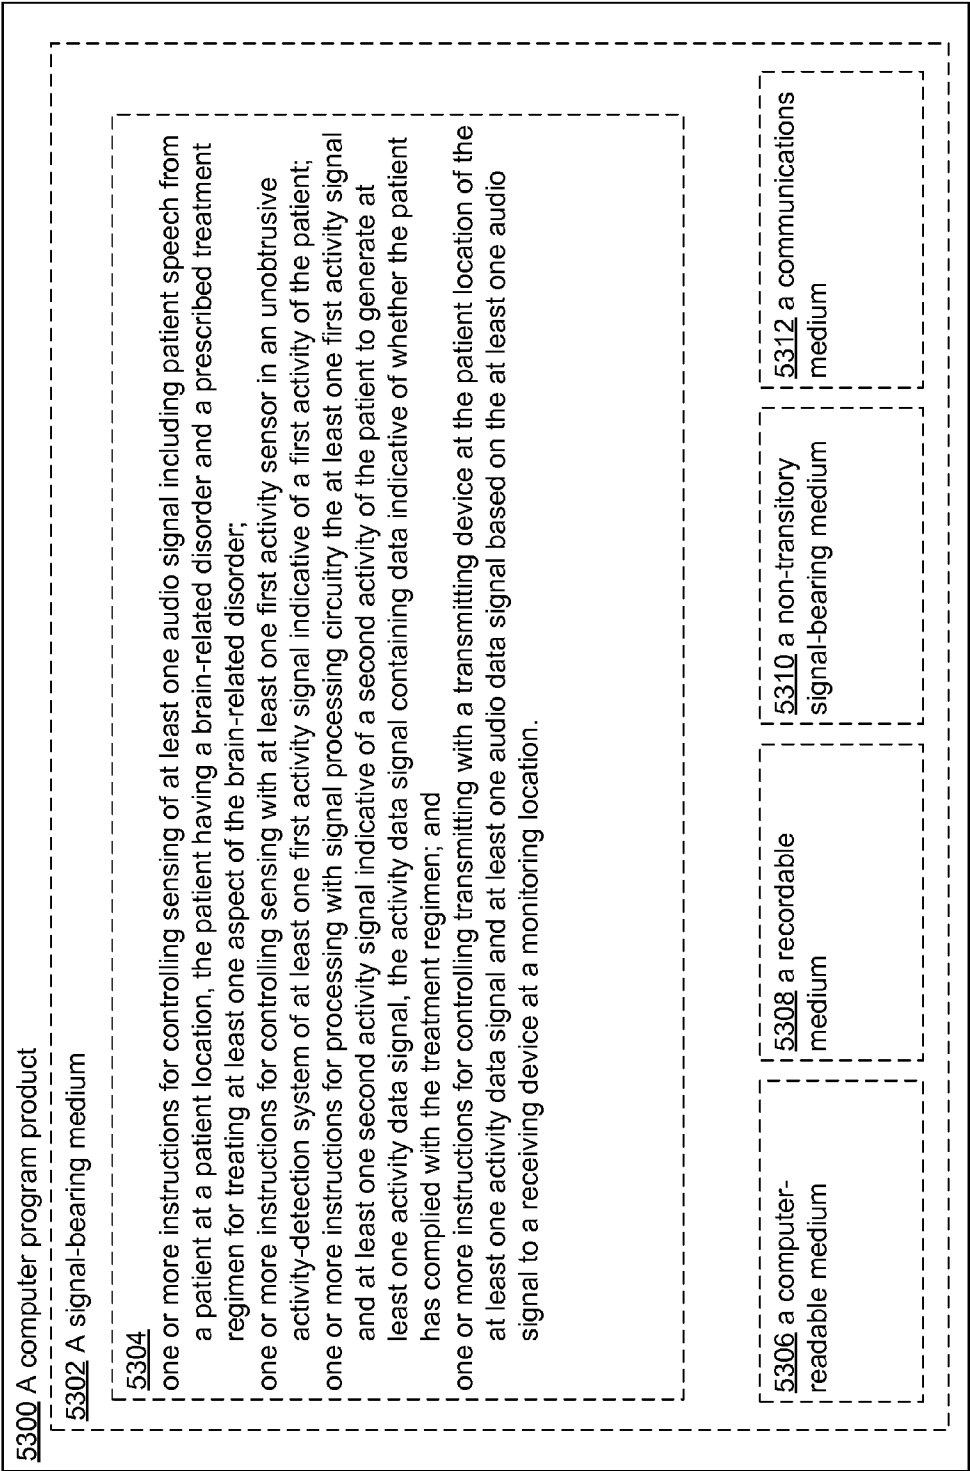 5300 A computer program product
5302 A signal-bearing medium
5304
one or more instructions for controlling sensing of at least one audio signal including patient speech from
a patient at a patient location, the patient having a brain-related disorder and a prescribed treatment
regimen for treating at least one aspect of the brain-related disorder;
one or more instructions for controlling sensing with at least one first activity sensor in an unobtrusive
activity-detection system of at least one first activity signal indicative of a first activity of the patient;
one or more instructions for processing with signal processing circuitry the at least one first activity signal
and at least one second activity signal indicative of a second activity of the patient to generate at
least one activity data signal, the activity data signal containing data indicative of whether the patient
has complied with the treatment regimen; and
one or more instructions for controlling transmitting with a transmitting device at the patient location of the
at least one activity data signal and at least one audio data signal based on the at least one audio
signal to a receiving device at a monitoring location.
5306 a computer-
readable medium
5308 a recordable
medium
5310 a non-transitory
signal-bearing medium
5312 a communications
medium